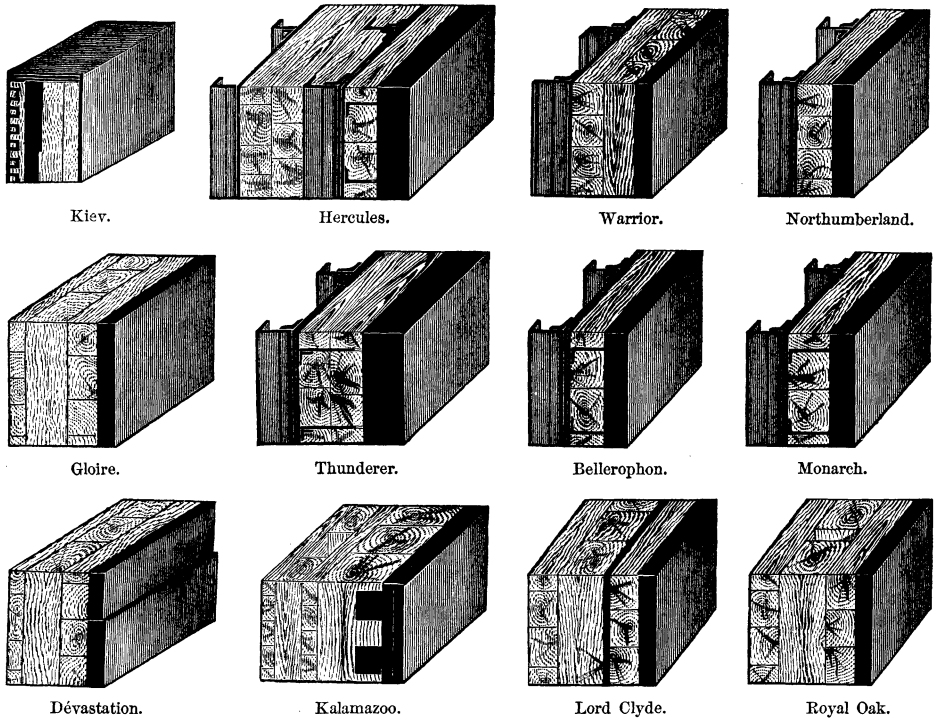 Kiev.
Hercules.
Warrior.
Northumberland.
Gloire.
Thunderer.
Bellerophon.
Monarch.
Dévastation.
Kalamazoo.
Lord Clyde.
Royal Oak.